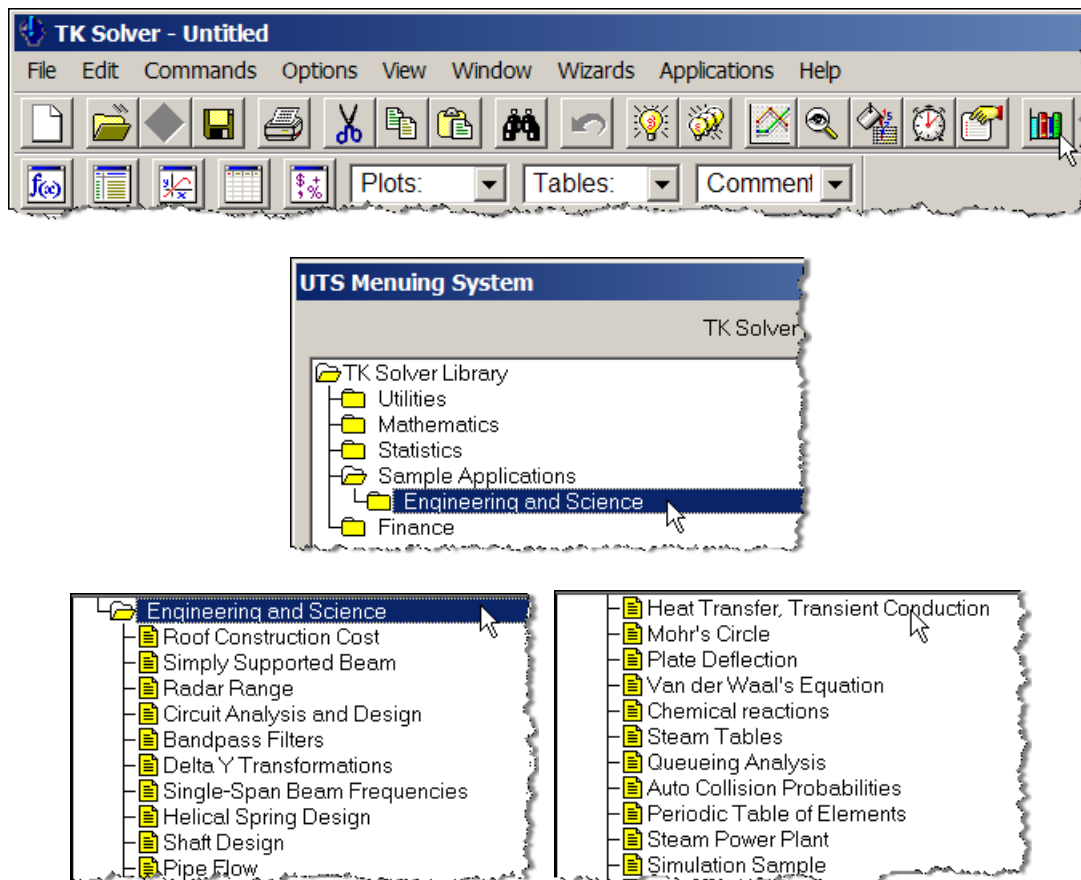 TK Solver - Untitled
File Edit Commands Options View Window Wizards Applications Help
f(x) Plots: Tables: Comment
UTS Menuing System
TK Solver
TK Solver Library
Utilities
Mathematics
Statistics
Sample Applications
Engineering and Science
Finance
Engineering and Science
Roof Construction Cost
Simply Supported Beam
Radar Range
Circuit Analysis and Design
Bandpass Filters
Delta Y Transformations
Single-Span Beam Frequencies
Helical Spring Design
Shaft Design
Pipe Flow
Heat Transfer, Transient Conduction
Mohr's Circle
Plate Deflection
Van der Waal's Equation
Chemical reactions
Steam Tables
Queueing Analysis
Auto Collision Probabilities
Periodic Table of Elements
Steam Power Plant
Simulation Sample